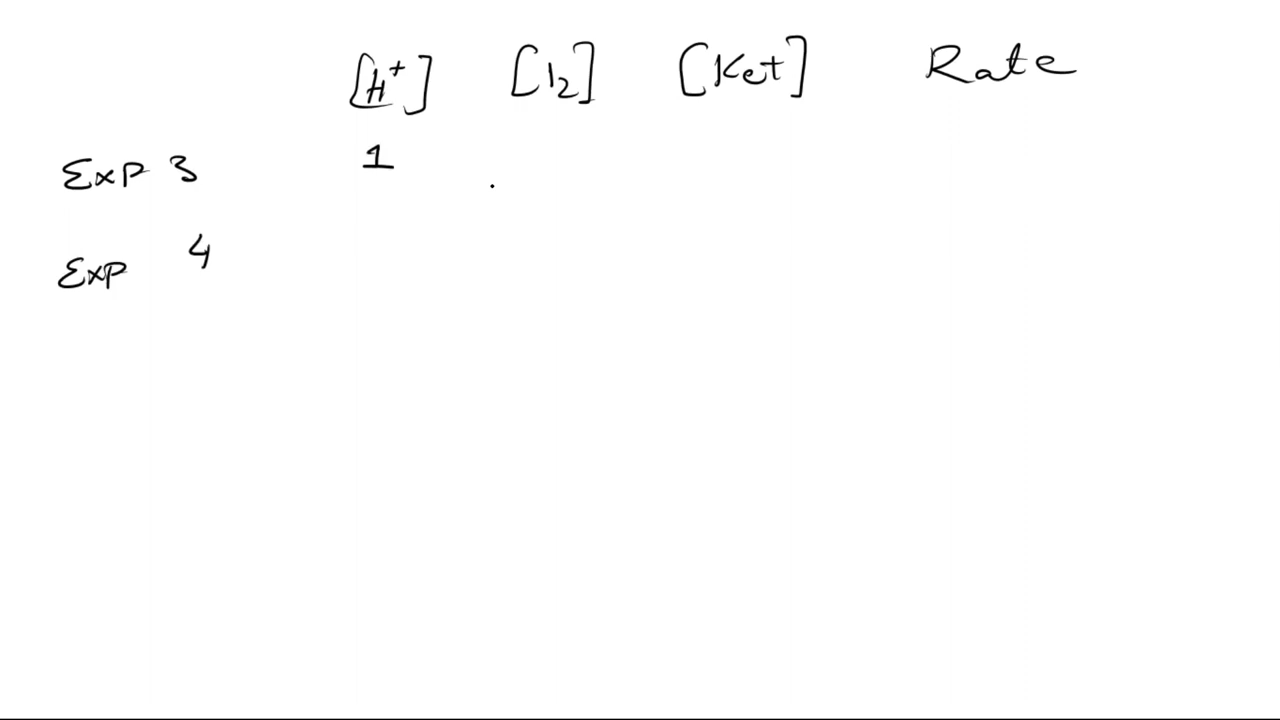 [H⁺] [I₂] [Ket] Rate
Exp 3 1
Exp 4